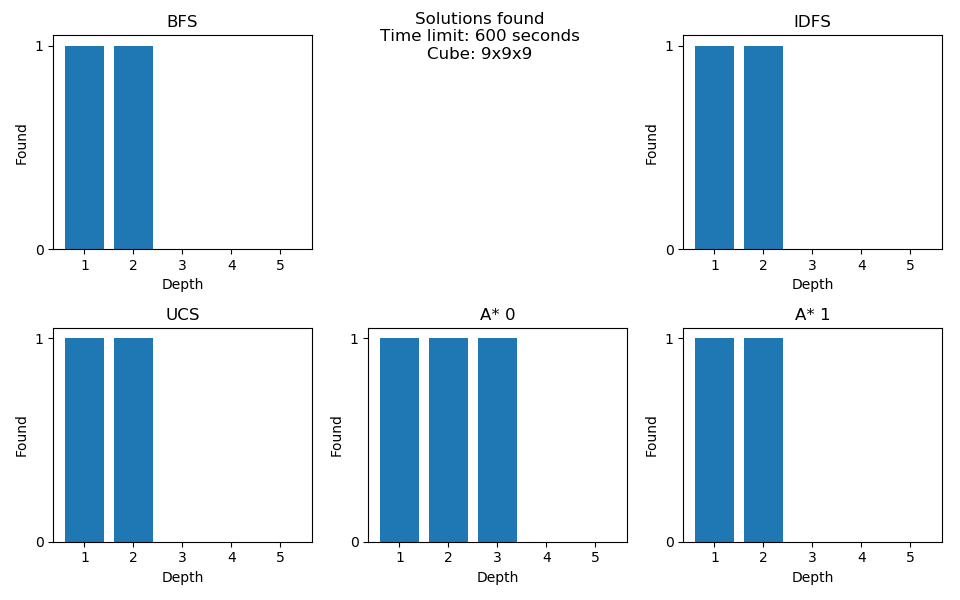 BFS
1
Found
0
1 2 3 4 5
Depth
Solutions found
Time limit: 600 seconds
Cube: 9x9x9
IDFS
1
Found
0
1 2 3 4 5
Depth
UCS
1
Found
0
1 2 3 4 5
Depth
A* 0
1
Found
0
1 2 3 4 5
Depth
A* 1
1
Found
0
1 2 3 4 5
Depth